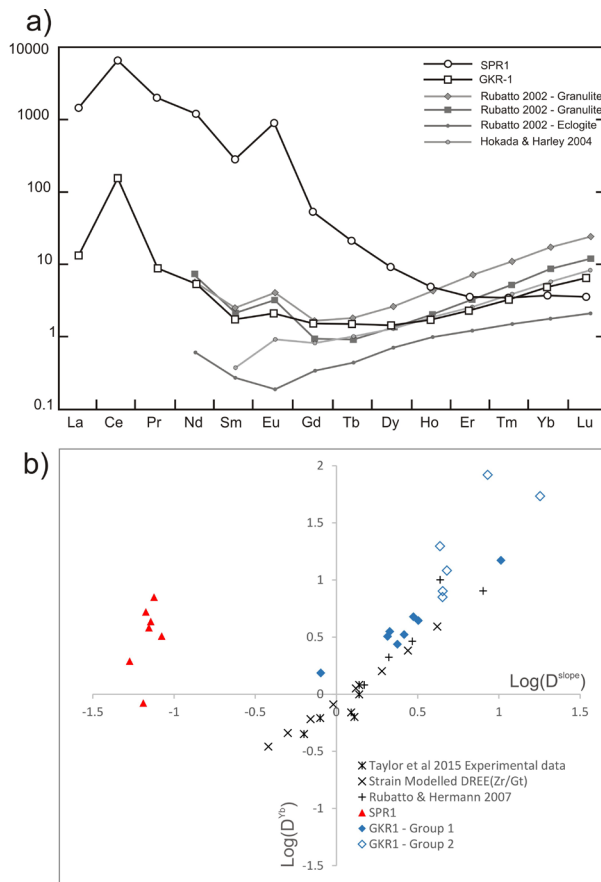 a)
10000
1000
100
10
1
0.1
SPR1
GKR-1
Rubatto 2002 - Granulite
Rubatto 2002 - Granulite
Rubatto 2002 - Eclogite
Hokada & Harley 2004
La Ce Pr Nd Sm Eu Gd Tb Dy Ho Er Tm Yb Lu
b)
2
1.5
1
0.5
Log(D^slope)
-1.5 -1 -0.5 0 0.5 1 1.5
-0.5
-1
-1.5
Log(D^Yb)
Taylor et al 2015 Experimental data
Strain Modelled DREE(Zr/Gt)
Rubatto & Hermann 2007
SPR1
GKR1 - Group 1
GKR1 - Group 2